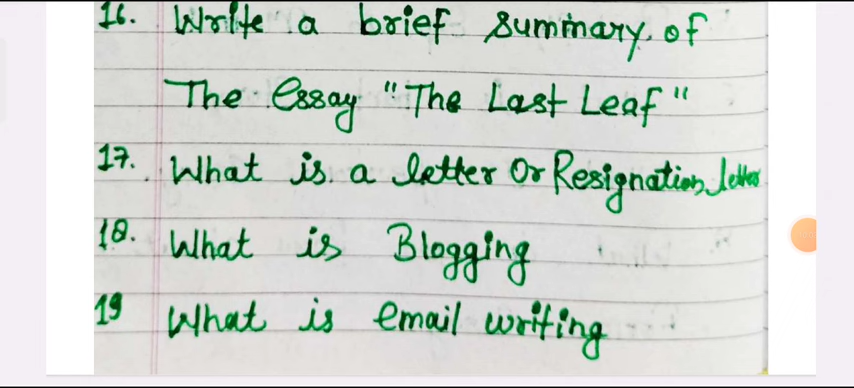 16. Write a brief summary of
The Essay "The Last Leaf"
17. What is a letter Or Resignation letter
18. What is Blogging
19 What is email writing